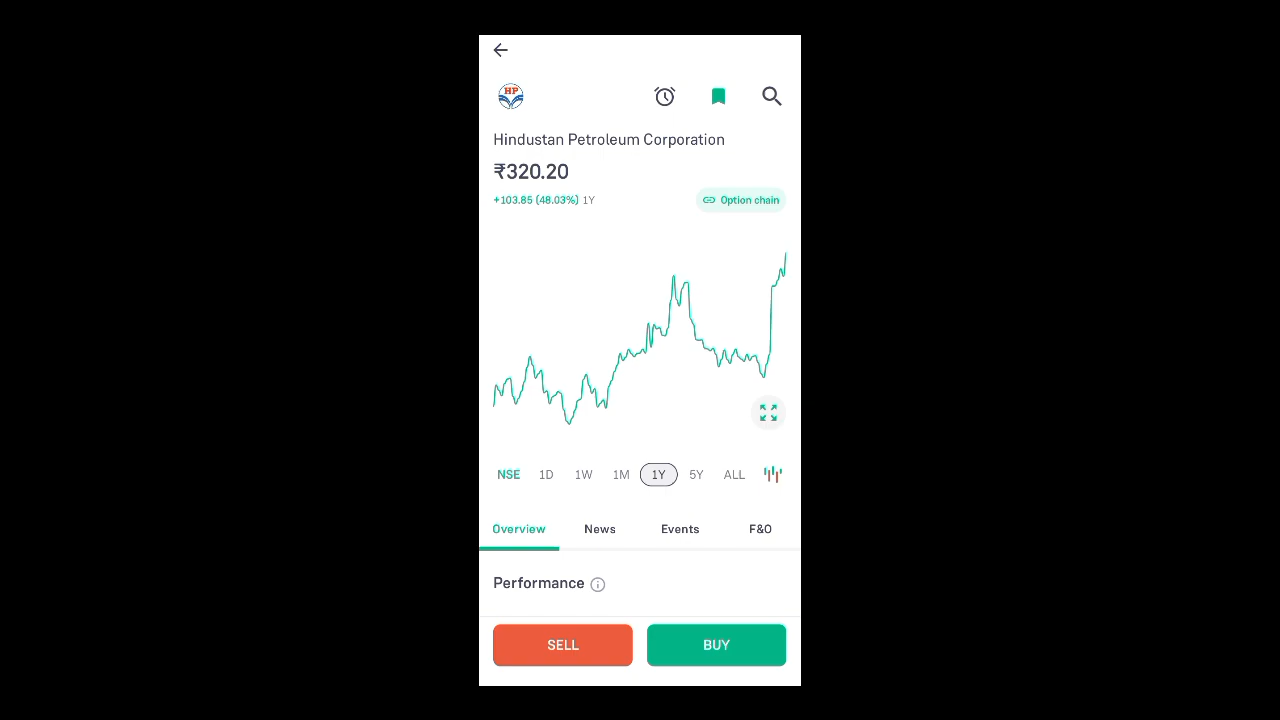 HP
Hindustan Petroleum Corporation
₹320.20
+103.85 (48.03%) 1Y
Option chain
NSE 1D 1W 1M 1Y 5Y ALL
Overview News Events F&O
Performance
SELL BUY